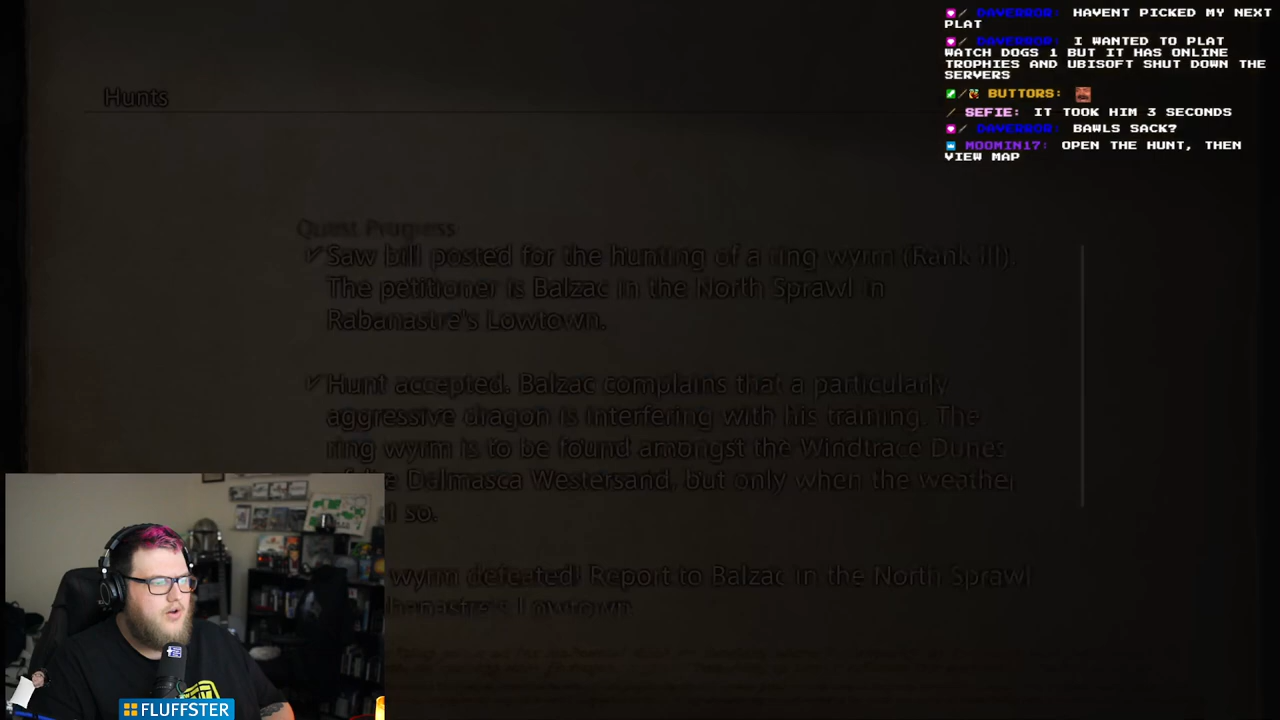 DAVERROR: HAVENT PICKED MY NEXT
PLAT
DAVERROR: I WANTED TO PLAT
WATCH DOGS 1 BUT IT HAS ONLINE
TROPHIES AND UBISOFT SHUT DOWN THE
SERVERS
BUTTORS:
SEFIE: IT TOOK HIM 3 SECONDS
DAVERROR: BAWLS SACK?
MOOMIN17: OPEN THE HUNT, THEN
VIEW MAP
Hunts
Quest Progress
Saw bill posted for the hunting of a ring wyrm (Rank III).
The petitioner is Balzac in the North Sprawl in
Rabanastre's Lowtown.
Hunt accepted. Balzac complains that a particularly
aggressive dragon is interfering with his training. The
ring wyrm is to be found amongst the Windtrace Dunes
Dalmasca Westersand, but only when the weather
so.
wyrm defeated! Report to Balzac in the North Sprawl
Lowtown.
FLUFFSTER